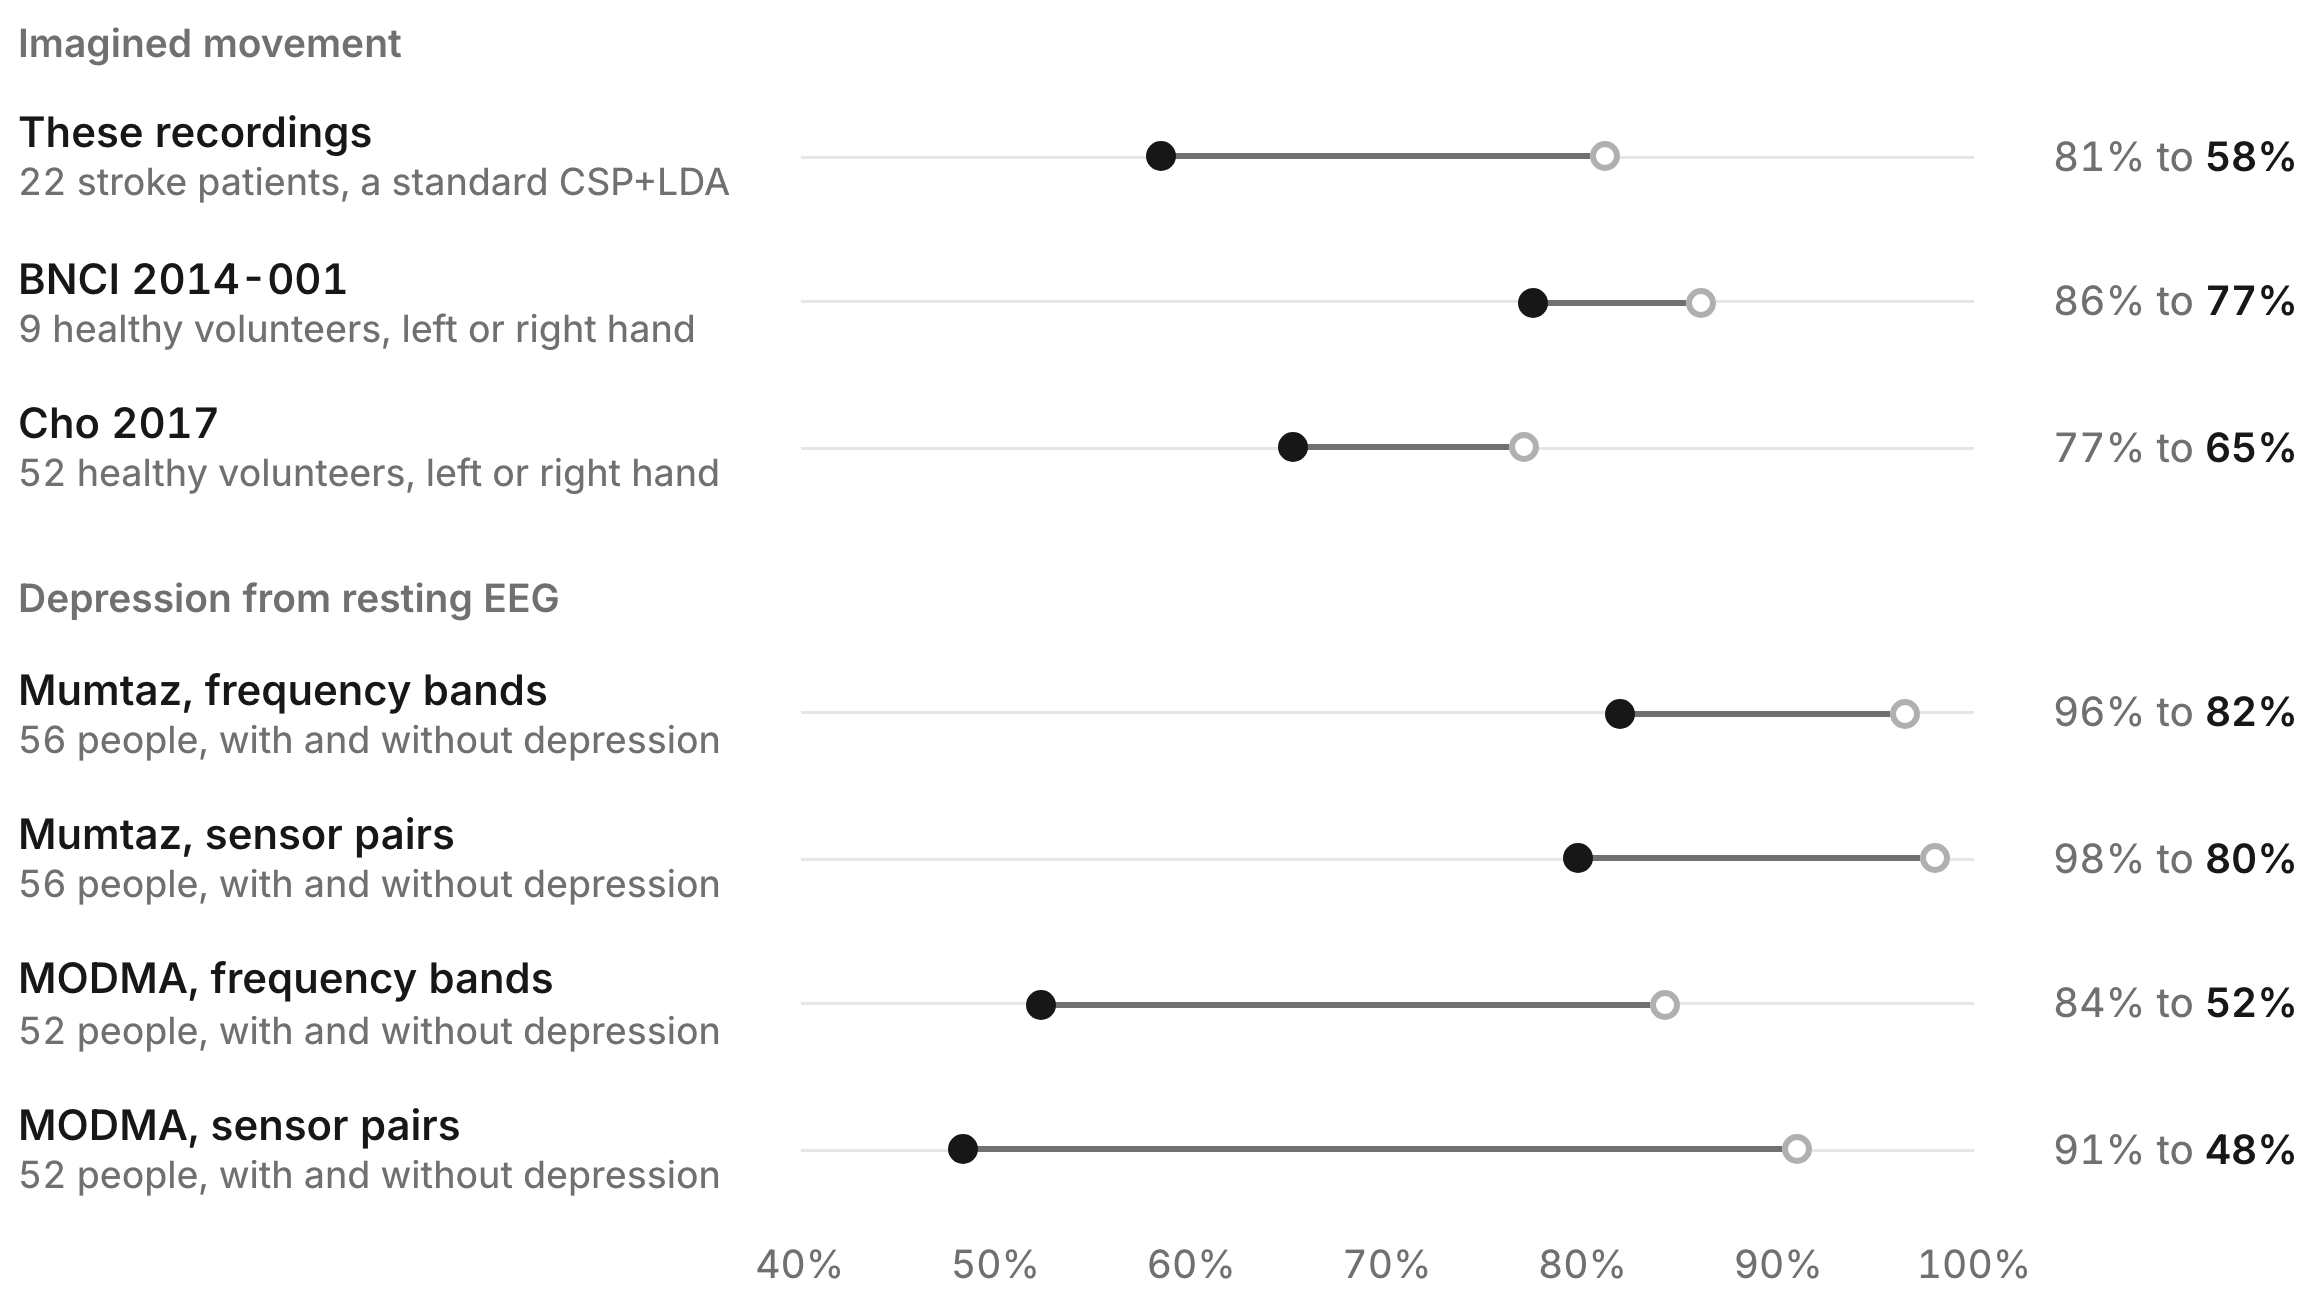 Imagined movement
These recordings
22 stroke patients, a standard CSP+LDA
81% to 58%
BNCI 2014-001
9 healthy volunteers, left or right hand
86% to 77%
Cho 2017
52 healthy volunteers, left or right hand
77% to 65%
Depression from resting EEG
Mumtaz, frequency bands
56 people, with and without depression
96% to 82%
Mumtaz, sensor pairs
56 people, with and without depression
98% to 80%
MODMA, frequency bands
52 people, with and without depression
84% to 52%
MODMA, sensor pairs
52 people, with and without depression
91% to 48%
40% 50% 60% 70% 80% 90% 100%